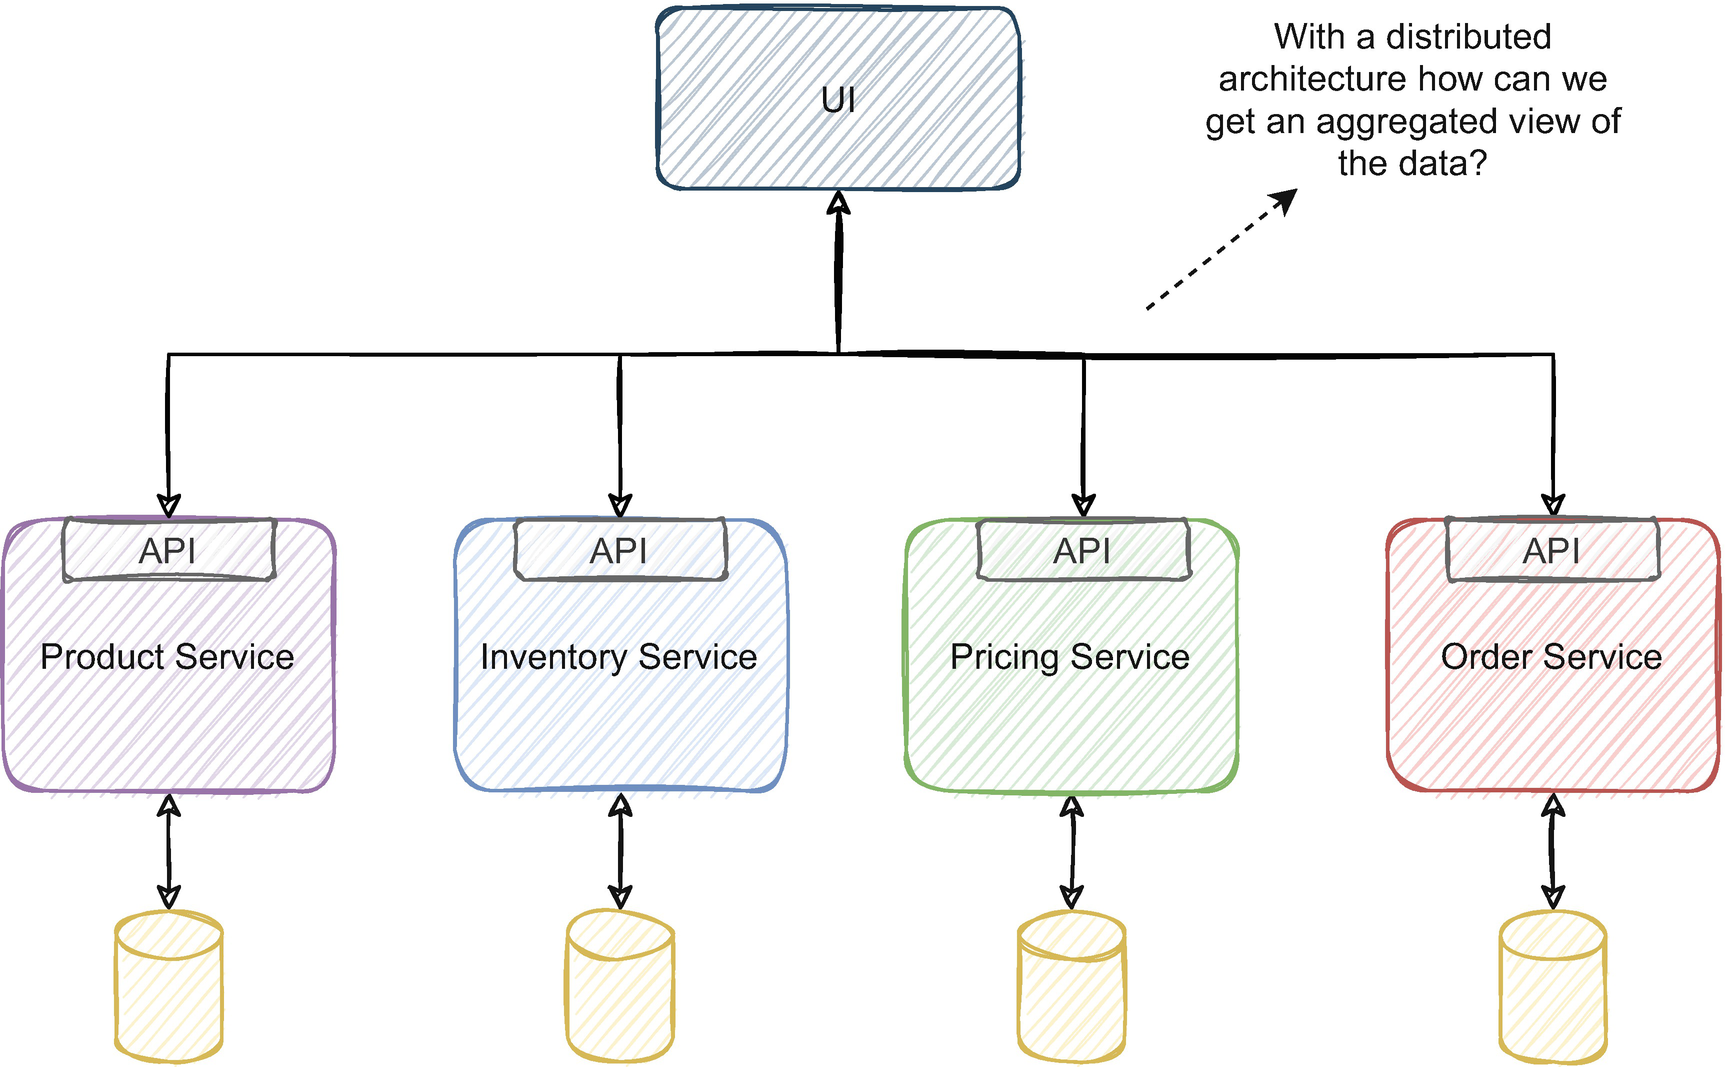 UI
With a distributed
architecture how can we
get an aggregated view of
the data?
API
API
API
API
Product Service
Inventory Service
Pricing Service
Order Service